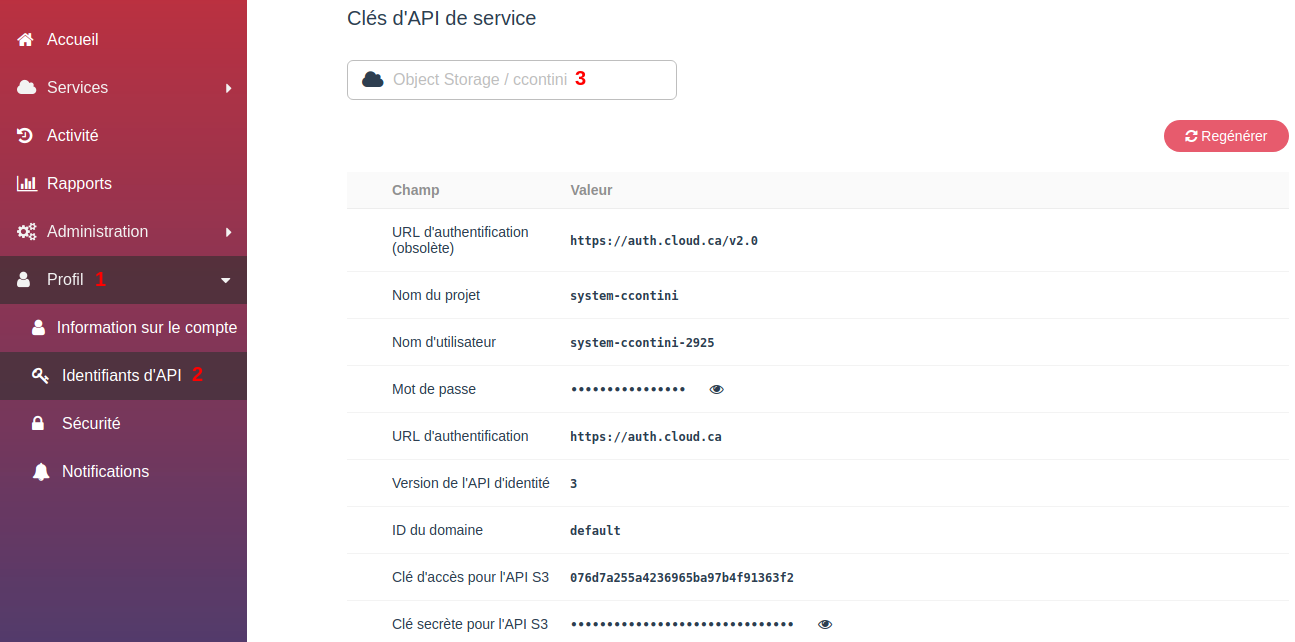 Accueil
Services
Activité
Rapports
Administration
Profil 1
Information sur le compte
Identifiants d'API 2
Sécurité
Notifications
Clés d'API de service
Object Storage / ccontini 3
Regénérer
Champ Valeur
URL d'authentification
(obsolète) https://auth.cloud.ca/v2.0
Nom du projet system-ccontini
Nom d'utilisateur system-ccontini-2925
Mot de passe ••••••••••••••••
URL d'authentification https://auth.cloud.ca
Version de l'API d'identité 3
ID du domaine default
Clé d'accès pour l'API S3 076d7a255a4236965ba97b4f91363f2
Clé secrète pour l'API S3 •••••••••••••••••••••••••••••••